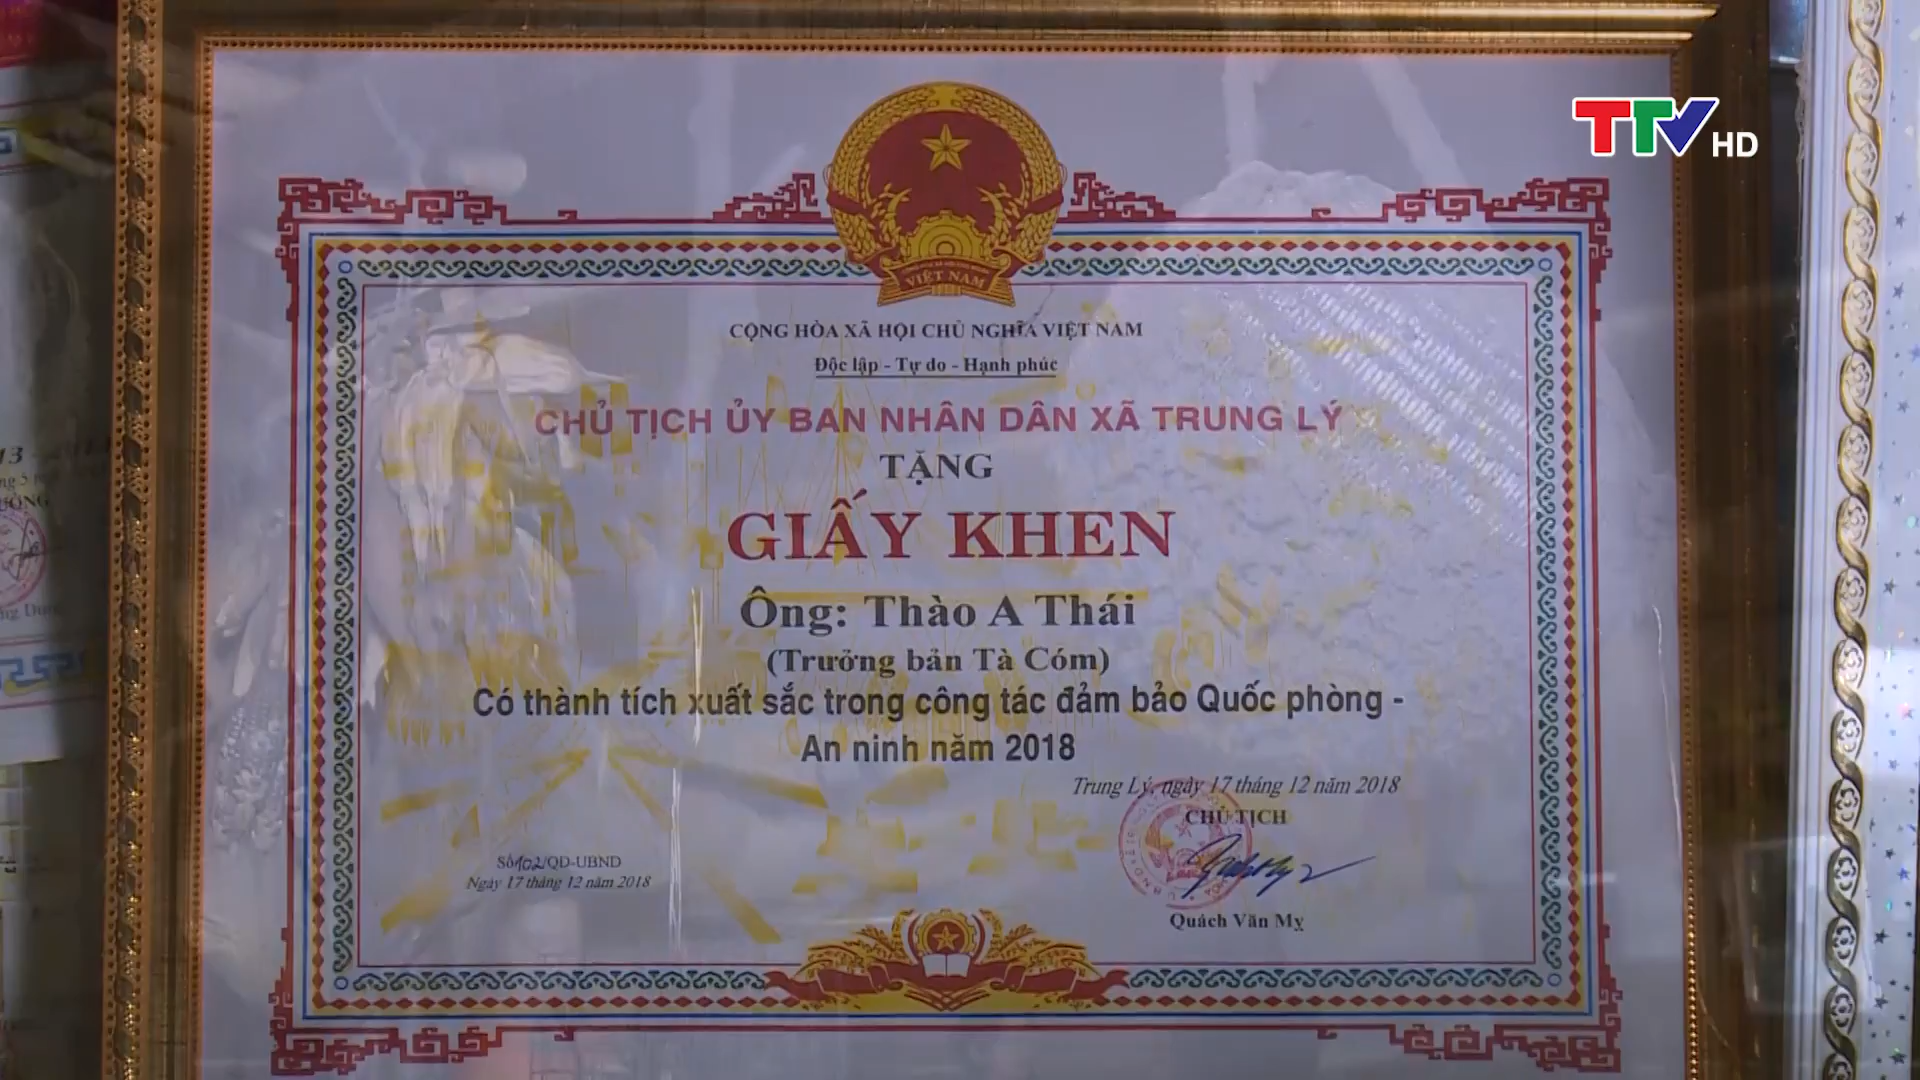 TTV HD
VIỆT NAM
CỘNG HÒA XÃ HỘI CHỦ NGHĨA VIỆT NAM
Độc lập - Tự do - Hạnh phúc
CHỦ TỊCH ỦY BAN NHÂN DÂN XÃ TRUNG LÝ
TẶNG
GIẤY KHEN
Ông: Thào A Thái
(Trưởng bản Tà Cóm)
Có thành tích xuất sắc trong công tác đảm bảo Quốc phòng -
An ninh năm 2018
Trung Lý, ngày 17 tháng 12 năm 2018
CHỦ TỊCH
Số 102/QĐ-UBND
Ngày 17 tháng 12 năm 2018
Quách Văn Mỵ